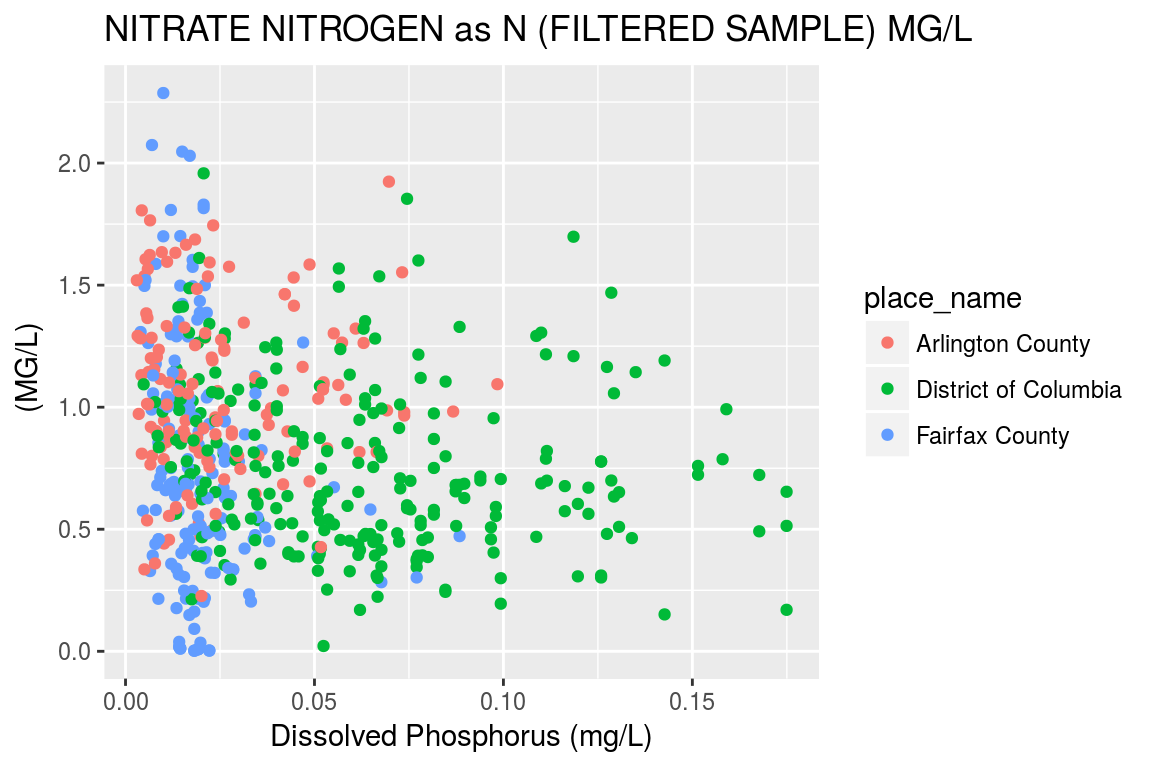 NITRATE NITROGEN as N (FILTERED SAMPLE) MG/L
2.0
1.5
1.0
0.5
0.0
(MG/L)
0.00 0.05 0.10 0.15
Dissolved Phosphorus (mg/L)
place_name
Arlington County
District of Columbia
Fairfax County